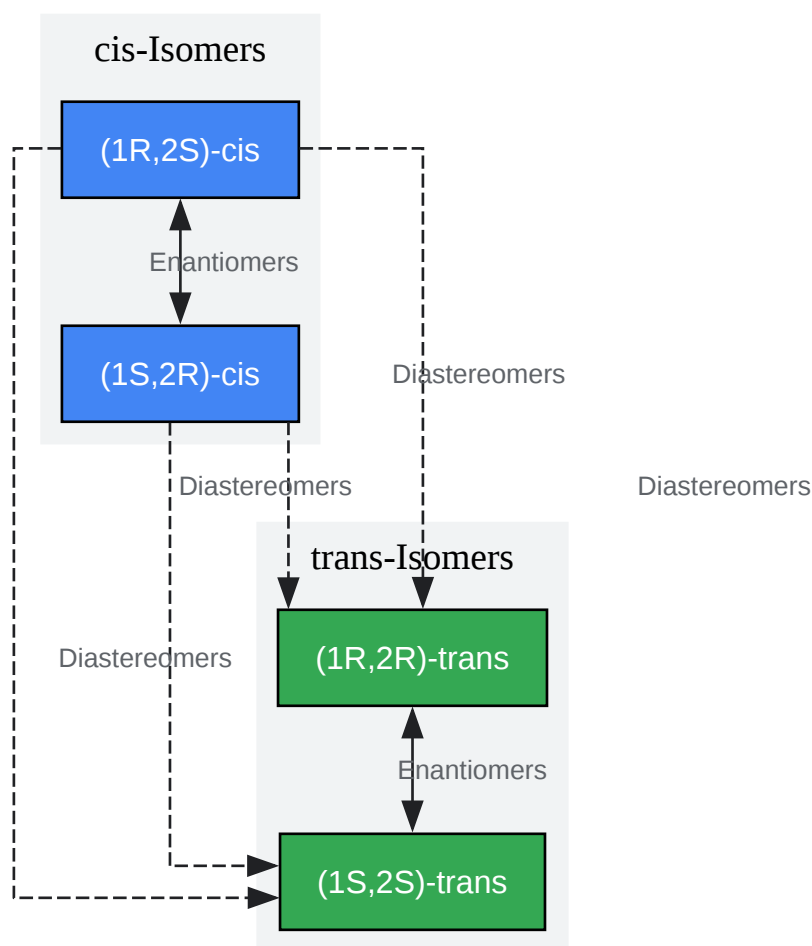 cis-Isomers
(1R,2S)-cis
Enantiomers
(1S,2R)-cis
Diastereomers
Diastereomers
Diastereomers
trans-Isomers
(1R,2R)-trans
Diastereomers
Enantiomers
(1S,2S)-trans